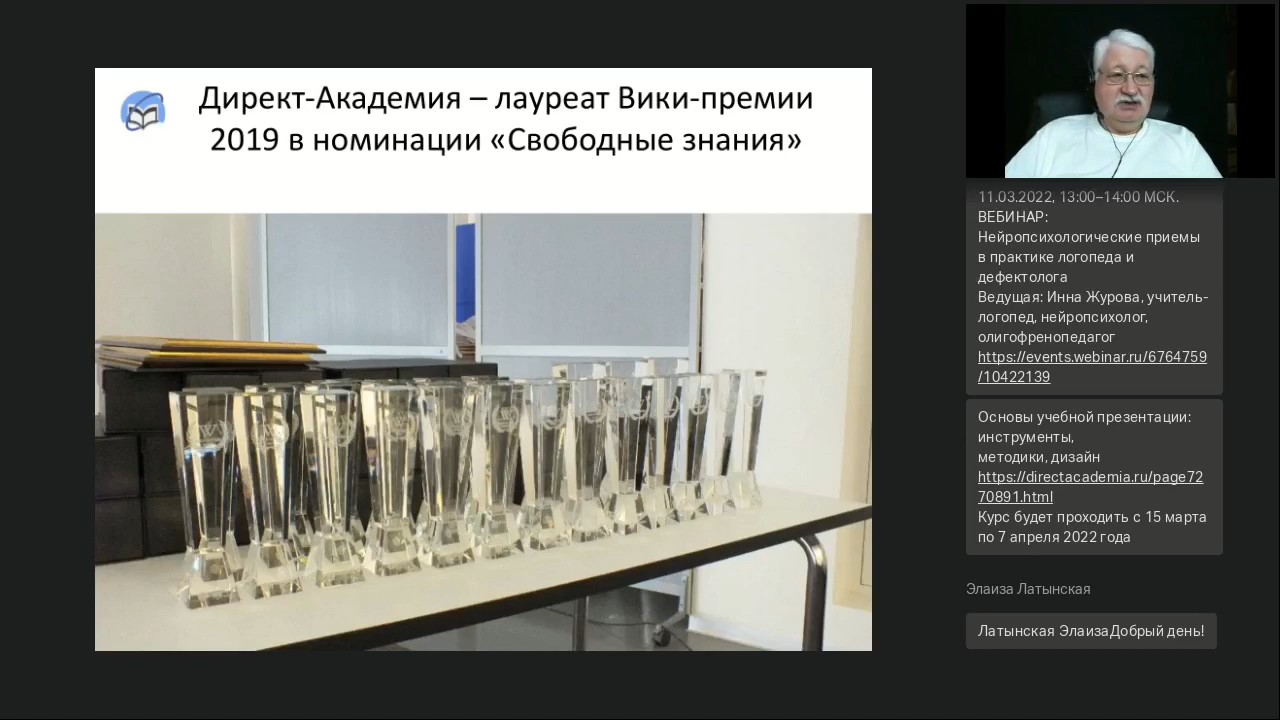 Директ-Академия – лауреат Вики-премии
2019 в номинации «Свободные знания»
11.03.2022, 13:00–14:00 МСК.
ВЕБИНАР:
Нейропсихологические приемы
в практике логопеда и
дефектолога
Ведущая: Инна Журова, учитель-
логопед, нейропсихолог,
олигофренопедагог
https://events.webinar.ru/6764759
/10422139
Основы учебной презентации:
инструменты,
методики, дизайн
https://directacademia.ru/page72
70891.html
Курс будет проходить с 15 марта
по 7 апреля 2022 года
Элаиза Латынская
Латынская ЭлаизаДобрый день!